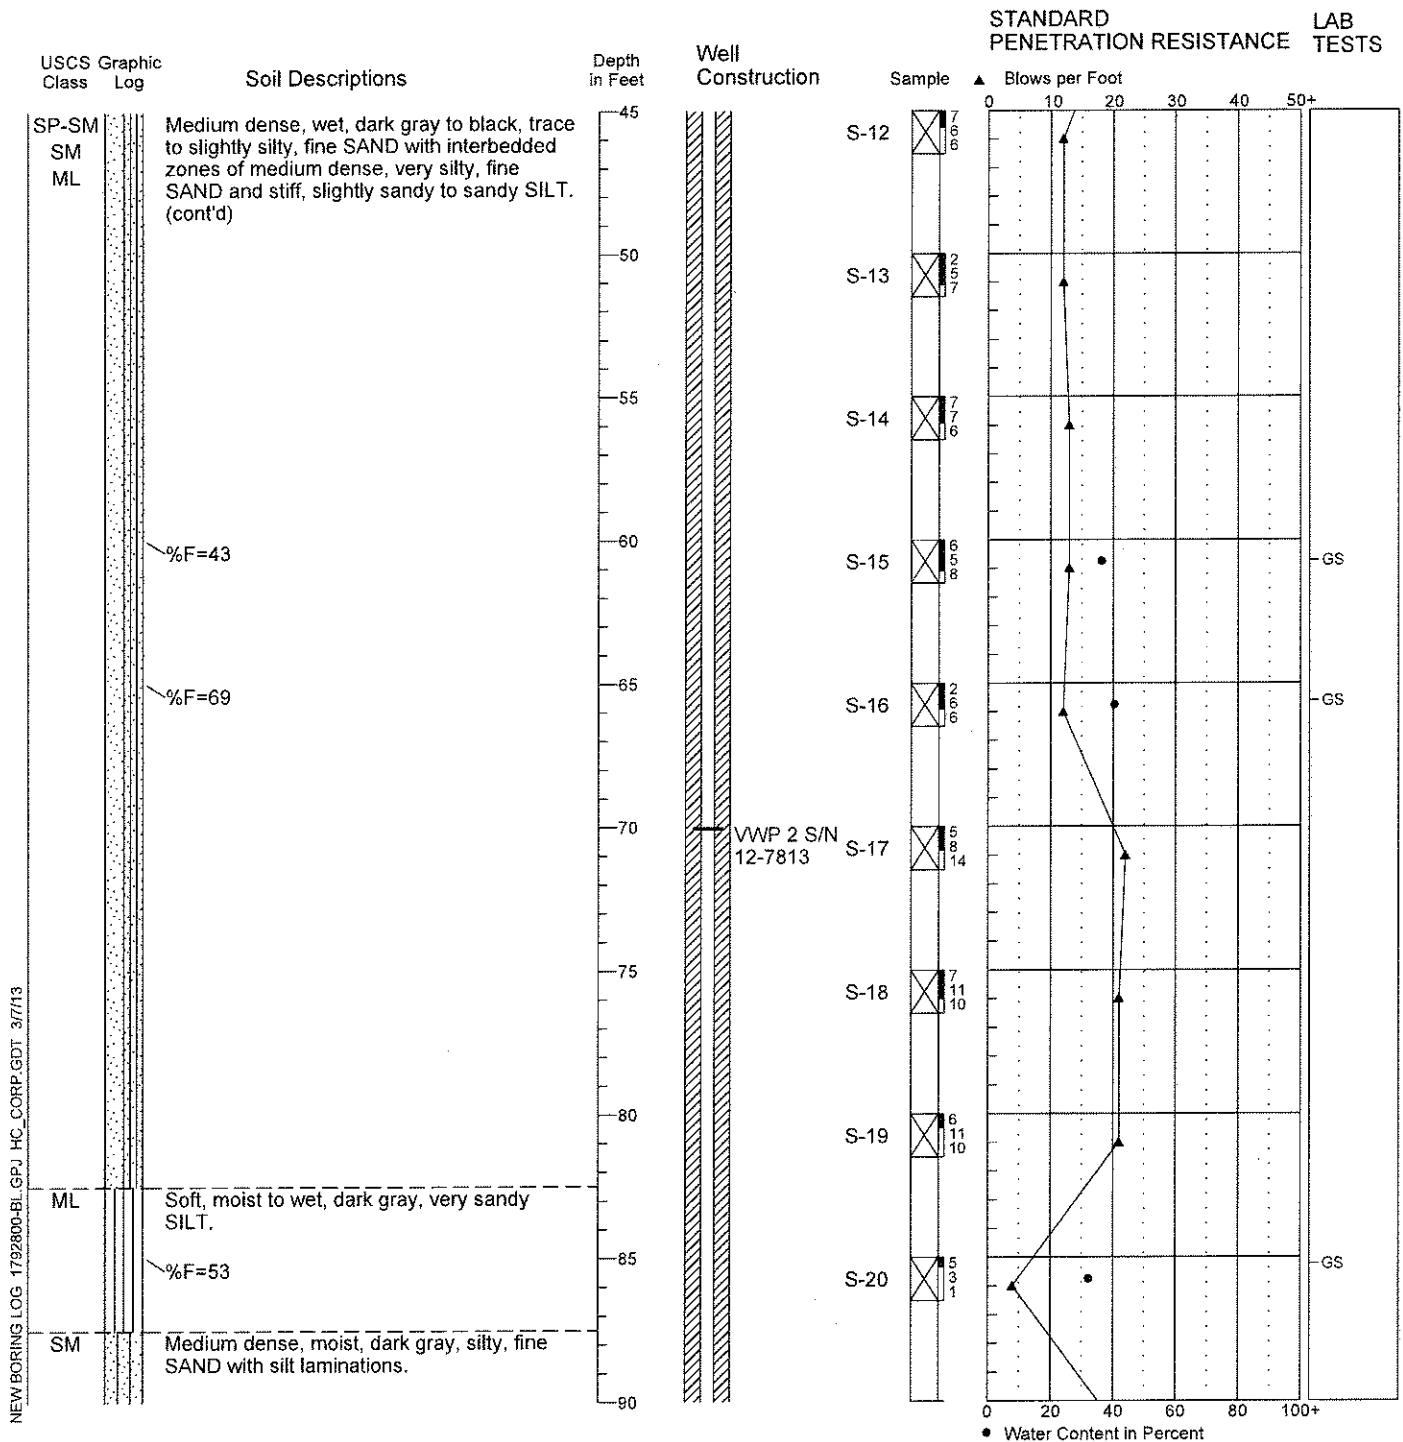 STANDARD
PENETRATION RESISTANCE
LAB
TESTS
USCS
Class
Graphic
Log
Soil Descriptions
Depth
in Feet
Well
Construction
Sample
▲ Blows per Foot
0 10 20 30 40 50+
SP-SM
SM
ML
Medium dense, wet, dark gray to black, trace
to slightly silty, fine SAND with interbedded
zones of medium dense, very silty, fine
SAND and stiff, slightly sandy to sandy SILT.
(cont'd)
45
S-12
7
6
6
50
S-13
2
5
7
55
S-14
7
7
6
%F=43
60
S-15
6
5
8
GS
%F=69
65
S-16
2
6
6
GS
70
VWP 2 S/N
12-7813
S-17
5
8
14
75
S-18
7
11
10
80
S-19
6
11
10
ML
Soft, moist to wet, dark gray, very sandy
SILT.
%F=53
85
S-20
5
3
1
GS
SM
Medium dense, moist, dark gray, silty, fine
SAND with silt laminations.
90
0 20 40 60 80 100+
● Water Content in Percent
NEW BORING LOG 1792800-BL.GPJ HC_CORP.GDT 3/7/13